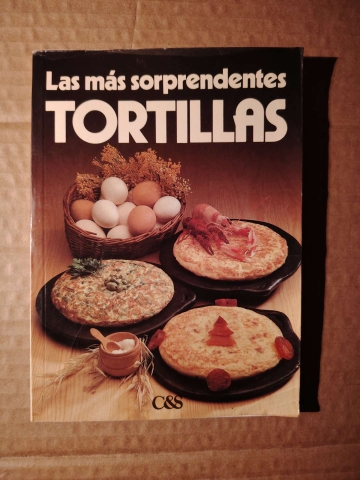 Las más sorprendentes
TORTILLAS
C&S